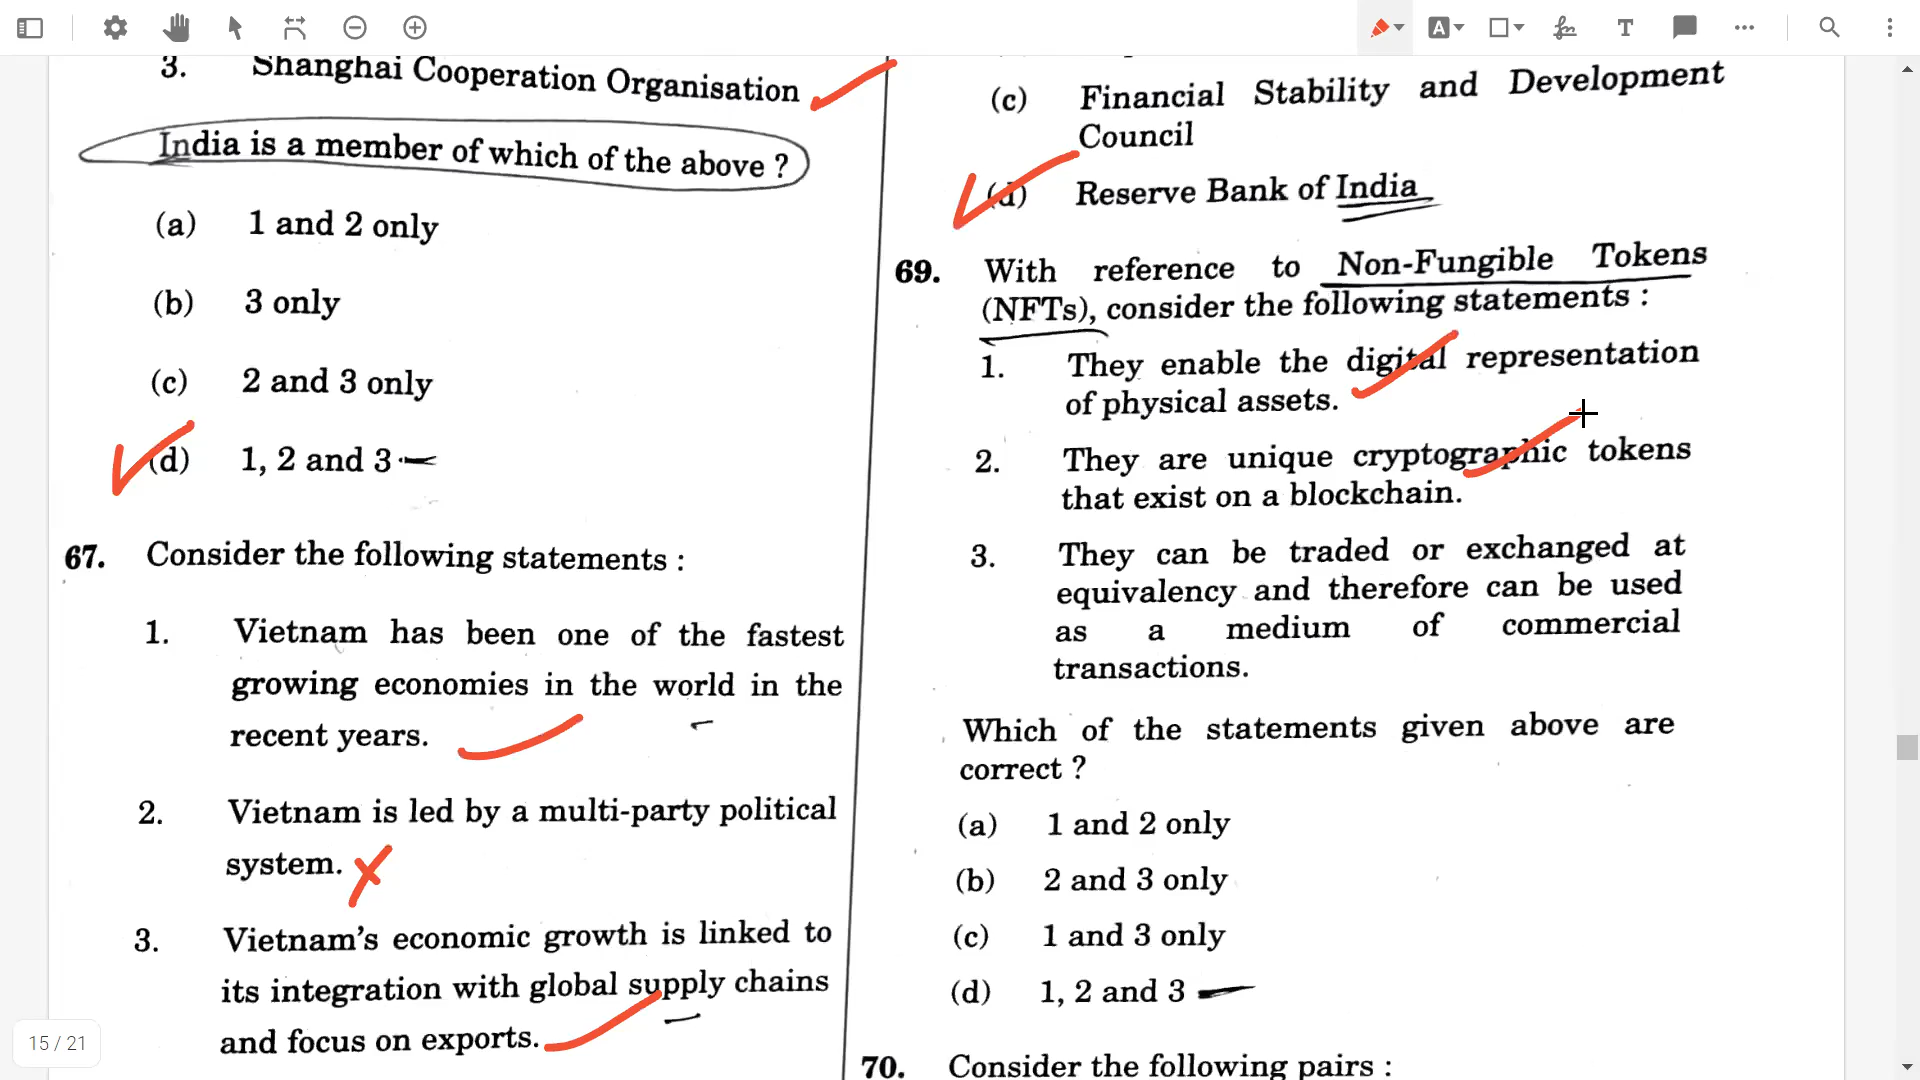 3. Shanghai Cooperation Organisation
India is a member of which of the above ?
(a) 1 and 2 only
(b) 3 only
(c) 2 and 3 only
(d) 1, 2 and 3
67. Consider the following statements :
1. Vietnam has been one of the fastest
growing economies in the world in the
recent years.
2. Vietnam is led by a multi-party political
system.
3. Vietnam's economic growth is linked to
its integration with global supply chains
and focus on exports.
15 / 21
(c) Financial Stability and Development
Council
(d) Reserve Bank of India
69. With reference to Non-Fungible Tokens
(NFTs), consider the following statements :
1. They enable the digital representation
of physical assets.
2. They are unique cryptographic tokens
that exist on a blockchain.
3. They can be traded or exchanged at
equivalency and therefore can be used
as a medium of commercial
transactions.
Which of the statements given above are
correct ?
(a) 1 and 2 only
(b) 2 and 3 only
(c) 1 and 3 only
(d) 1, 2 and 3
70. Consider the following pairs :